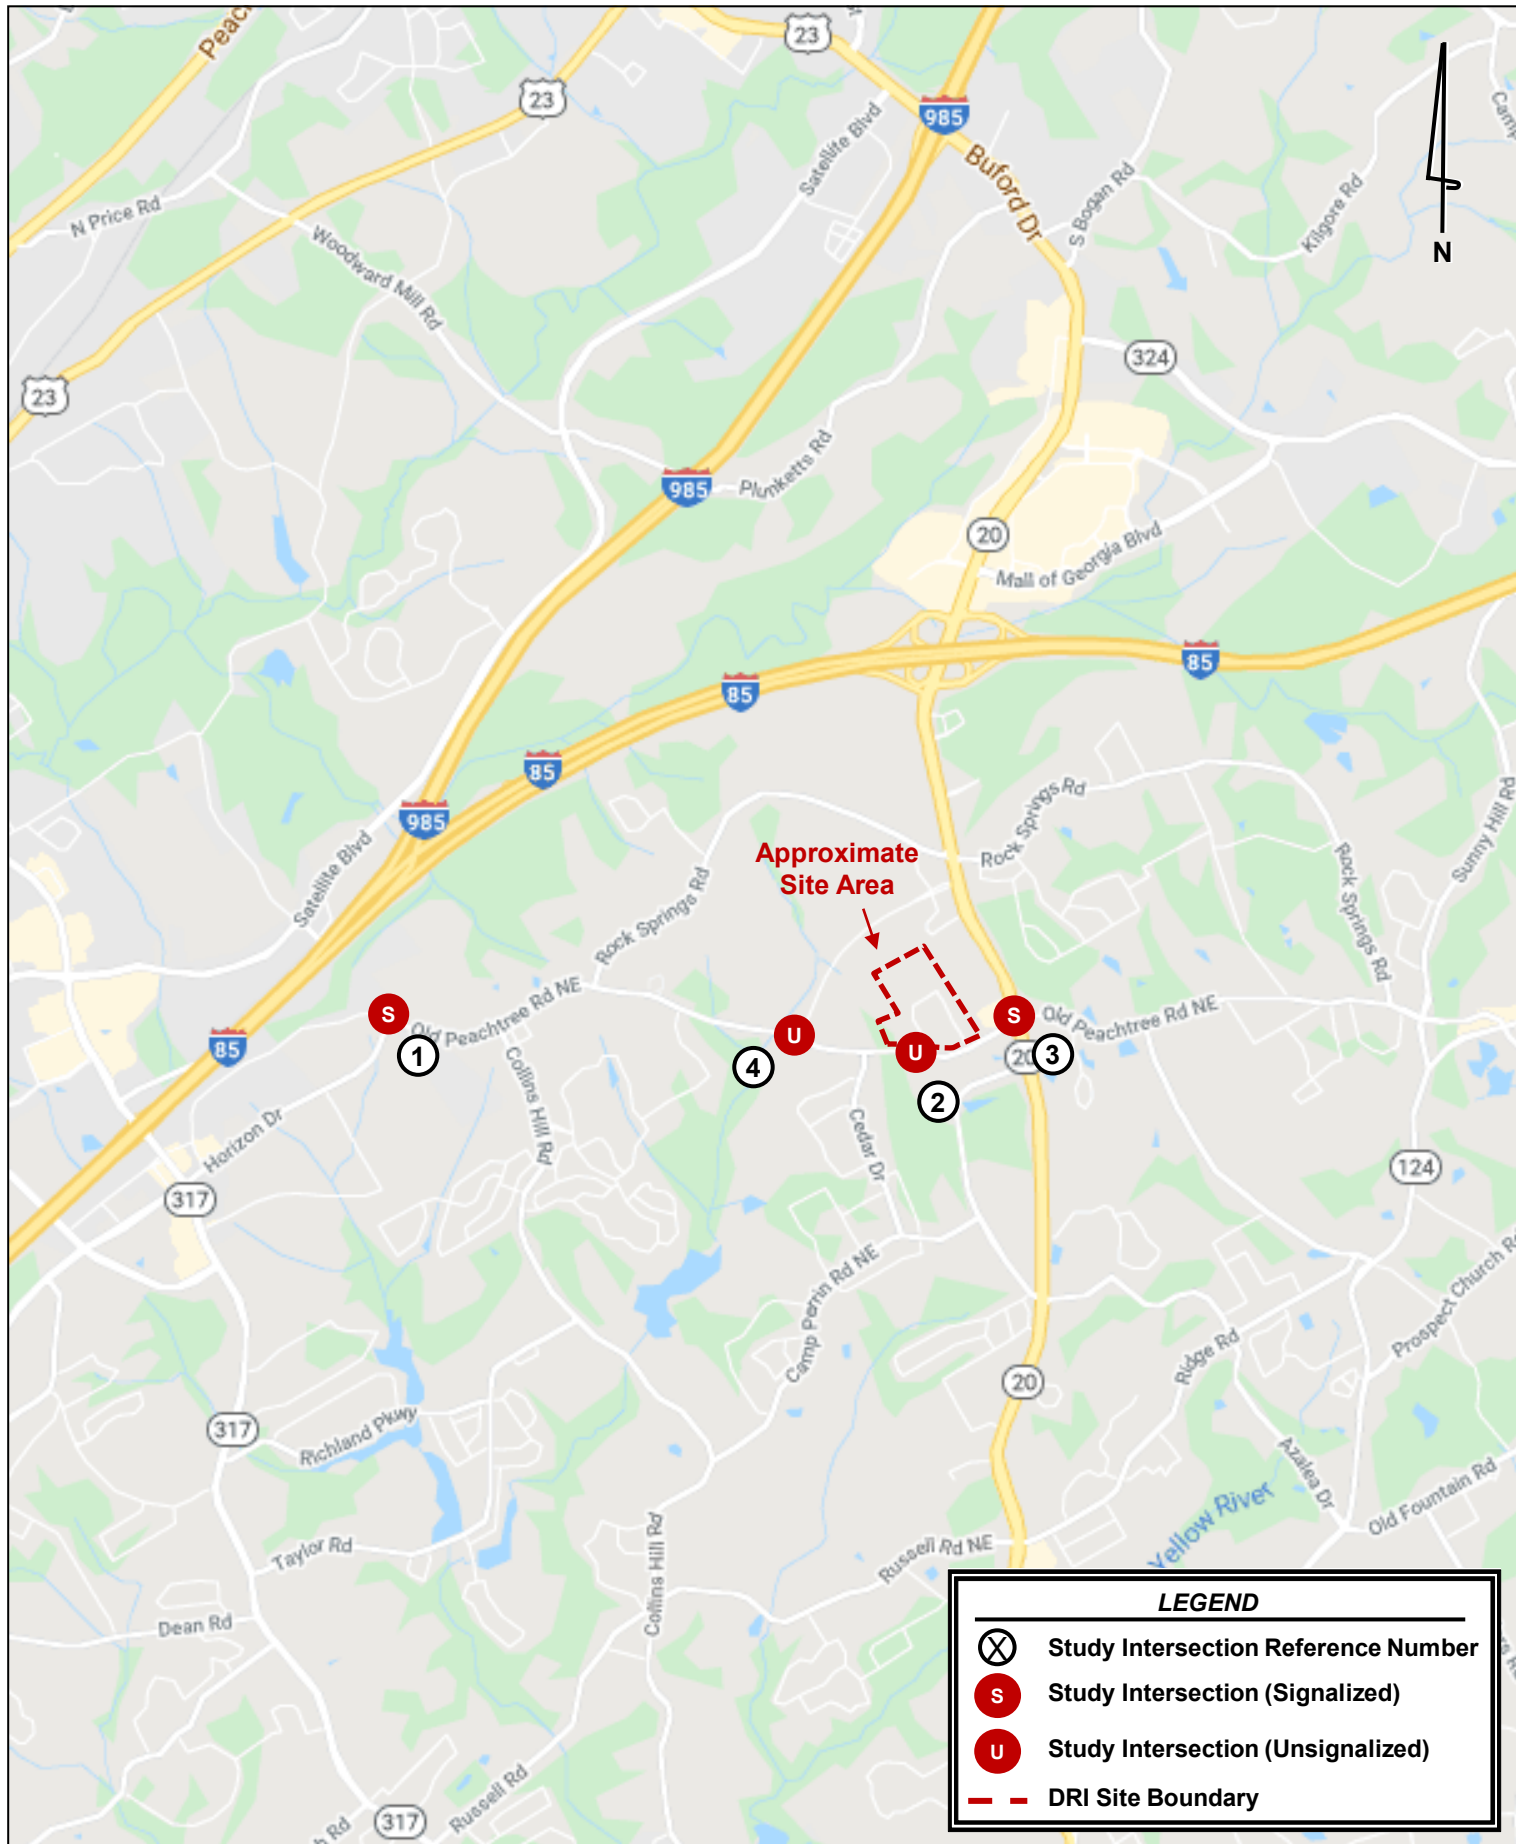 Peac
23
23
985
Camp
Satellite Blvd
Buford Dr
S Bogan Rd
Kilgore Rd
N
N Price Rd
Woodward Mill Rd
324
23
985
Plunketts Rd
20
Mall of Georgia Blvd
85
85
85
985
Satellite Blvd
Rock Springs Rd
Sunny Hill Rd
Rock Springs Rd
Approximate
Site Area
Rock Springs Rd
S
Old Peachtree Rd NE
1
U
4
U
2
S
3
20
Old Peachtree Rd NE
85
Collins Hill Rd
Horizon Dr
Cedar Dr
124
317
Camp Perrin Rd NE
Prospect Church R
Ridge Rd
20
317
Richland Pkwy
Azalea Dr
Old Fountain Rd
Yellow River
Collins Hill Rd
Russell Rd NE
Taylor Rd
Dean Rd
Russell Rd
317
h Rd
LEGEND
X Study Intersection Reference Number
S Study Intersection (Signalized)
U Study Intersection (Unsignalized)
DRI Site Boundary